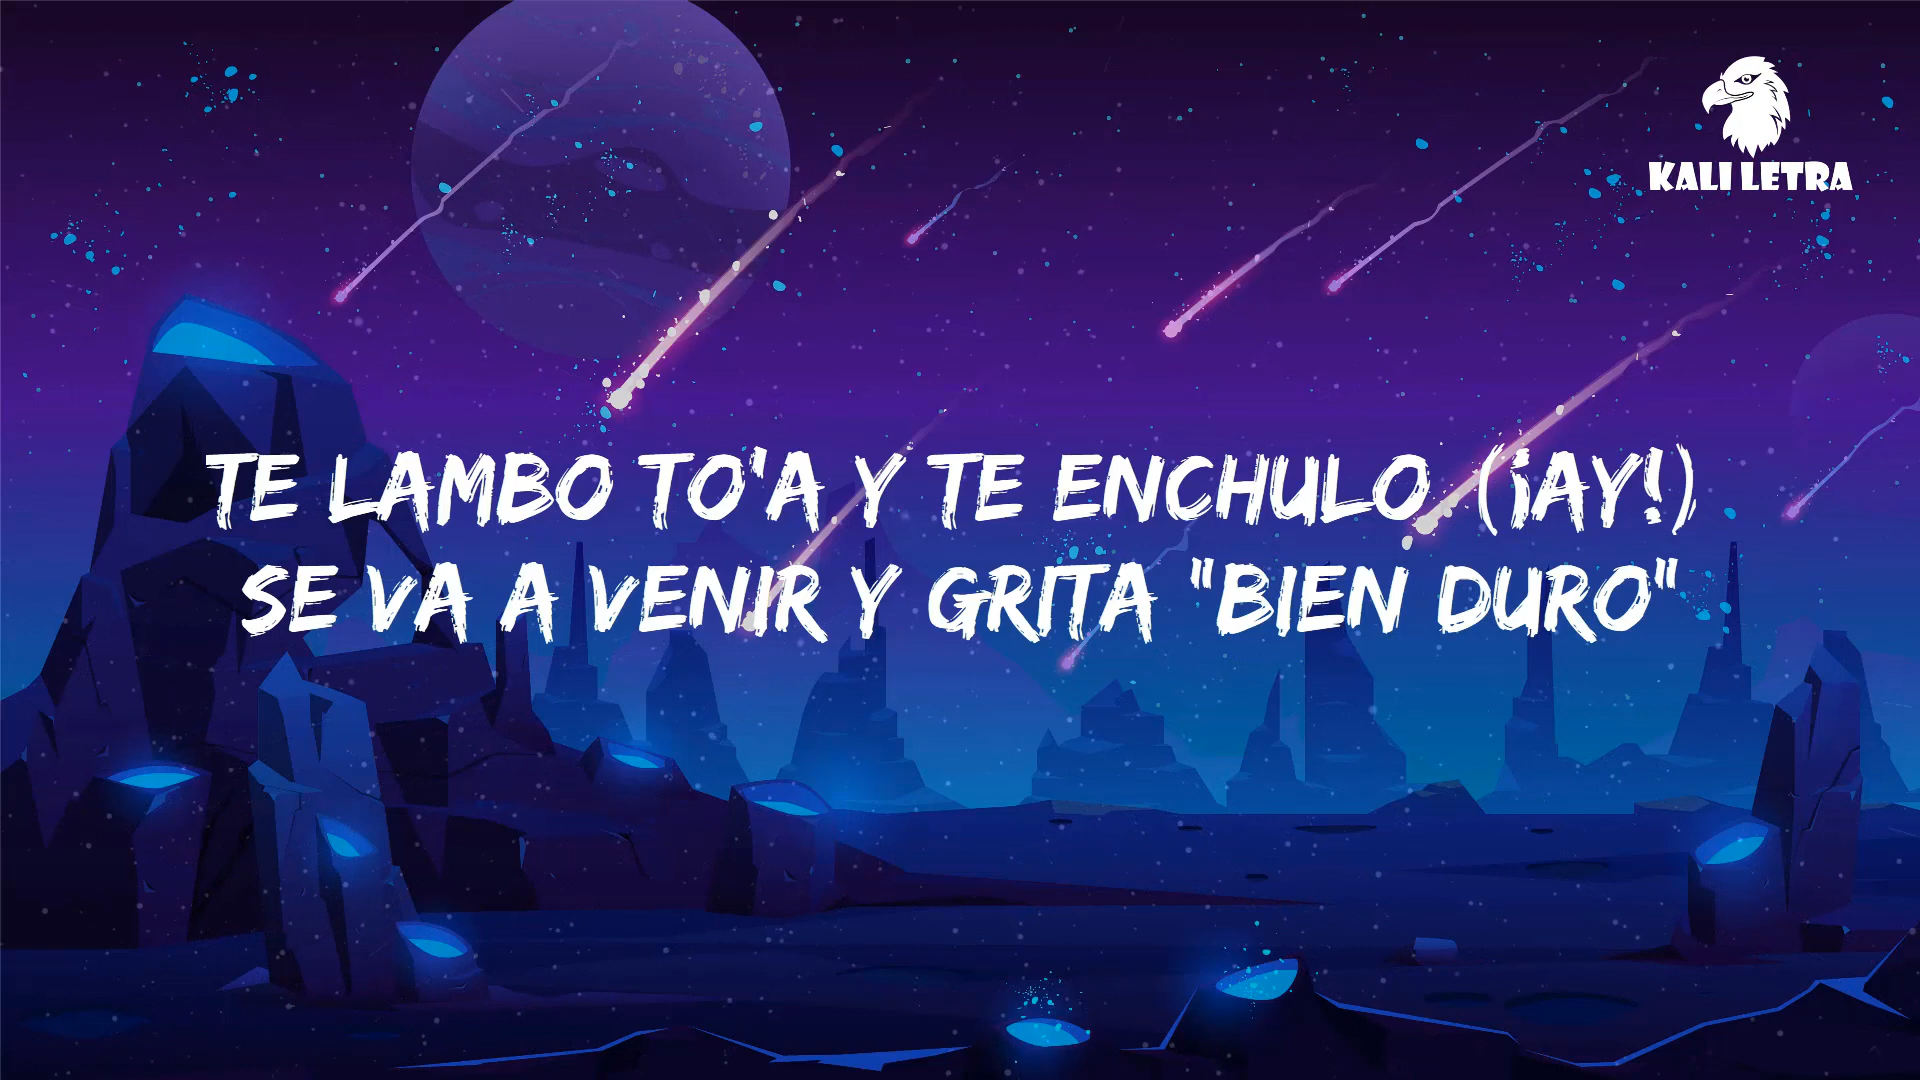 KALI LETRA
TE LAMBO TO'A Y TE ENCHULO, (¡AY!)
SE VA A VENIR Y GRITA "BIEN DURO"